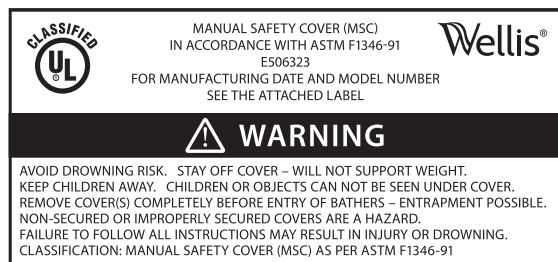 CLASSIFIED
UL
®
MANUAL SAFETY COVER (MSC)
IN ACCORDANCE WITH ASTM F1346-91
E506323
FOR MANUFACTURING DATE AND MODEL NUMBER
SEE THE ATTACHED LABEL
Wellis®
WARNING
AVOID DROWNING RISK. STAY OFF COVER – WILL NOT SUPPORT WEIGHT.
KEEP CHILDREN AWAY. CHILDREN OR OBJECTS CAN NOT BE SEEN UNDER COVER.
REMOVE COVER(S) COMPLETELY BEFORE ENTRY OF BATHERS – ENTRAPMENT POSSIBLE.
NON-SECURED OR IMPROPERLY SECURED COVERS ARE A HAZARD.
FAILURE TO FOLLOW ALL INSTRUCTIONS MAY RESULT IN INJURY OR DROWNING.
CLASSIFICATION: MANUAL SAFETY COVER (MSC) AS PER ASTM F1346-91